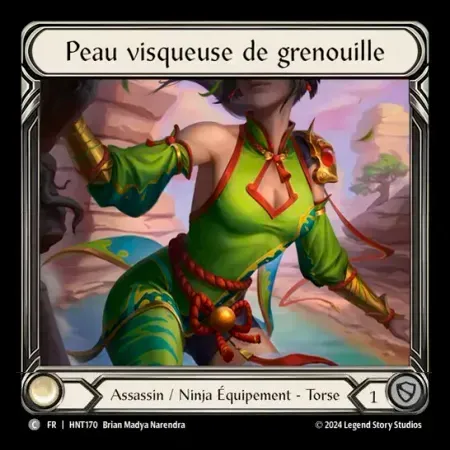 Peau visqueuse de grenouille
Assassin / Ninja Équipement - Torse
1
C FR | HNT170 Brian Madya Narendra
© 2024 Legend Story Studios